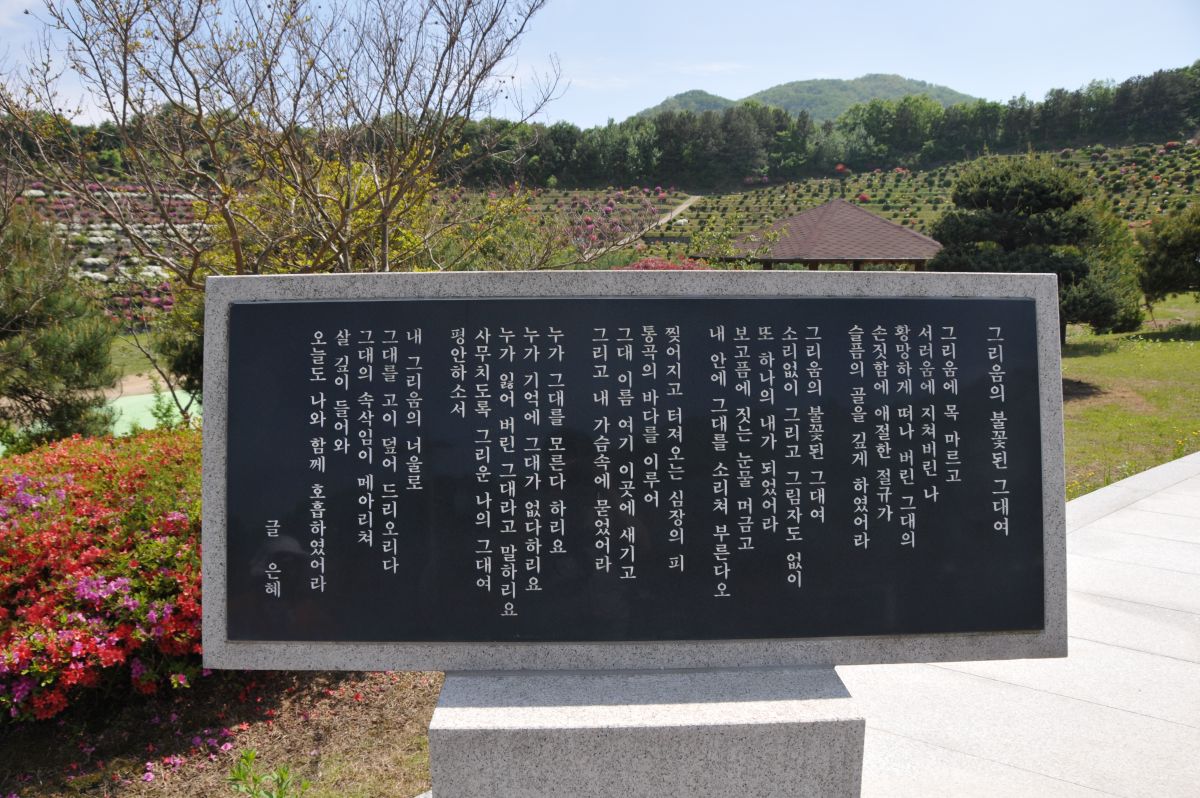 그리움의 불꽃된 그대여
그리움에 목 마르고
서러움에 지쳐버린 나
황망하게 떠나 버린 그대의
손짓함에 애절한 절규가
슬픔의 골을 깊게 하였어라
그리움의 불꽃된 그대여
소리없이 그리고 그림자도 없이
또 하나의 내가 되었어라
보고픔에 짓는 눈물 머금고
내 안에 그대를 소리쳐 부른다오
찢어지고 터져오는 심장의 피
통곡의 바다를 이루어
그대 이름 여기 이곳에 새기고
그리고 내 가슴속에 묻었어라
누가 그대를 모른다 하리요
누가 기억에 그대가 없다하리요
누가 잃어 버린 그대라고 말하리요
사무치도록 그리운 나의 그대여
평안하소서
내 그리움의 너울로
그대를 고이 덮어 드리오리다
그대의 속삭임이 메아리쳐
살 깊이 들어와
오늘도 나와 함께 호흡하였어라
글 은혜